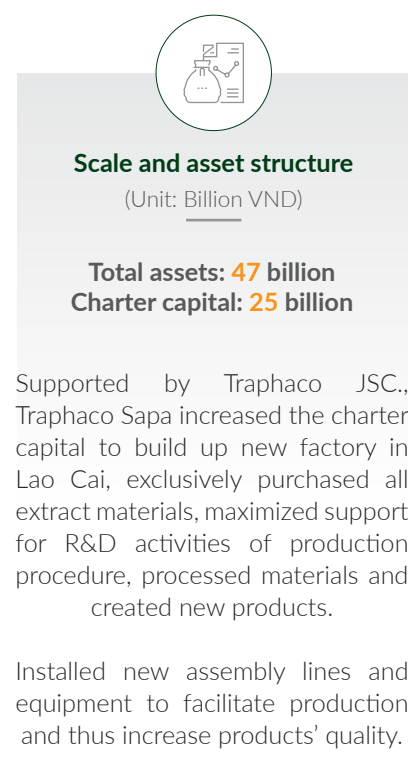 Scale and asset structure
(Unit: Billion VND)
Total assets: 47 billion
Charter capital: 25 billion
Supported by Traphaco JSC.,
Traphaco Sapa increased the charter
capital to build up new factory in
Lao Cai, exclusively purchased all
extract materials, maximized support
for R&D activities of production
procedure, processed materials and
created new products.
Installed new assembly lines and
equipment to facilitate production
and thus increase products’ quality.